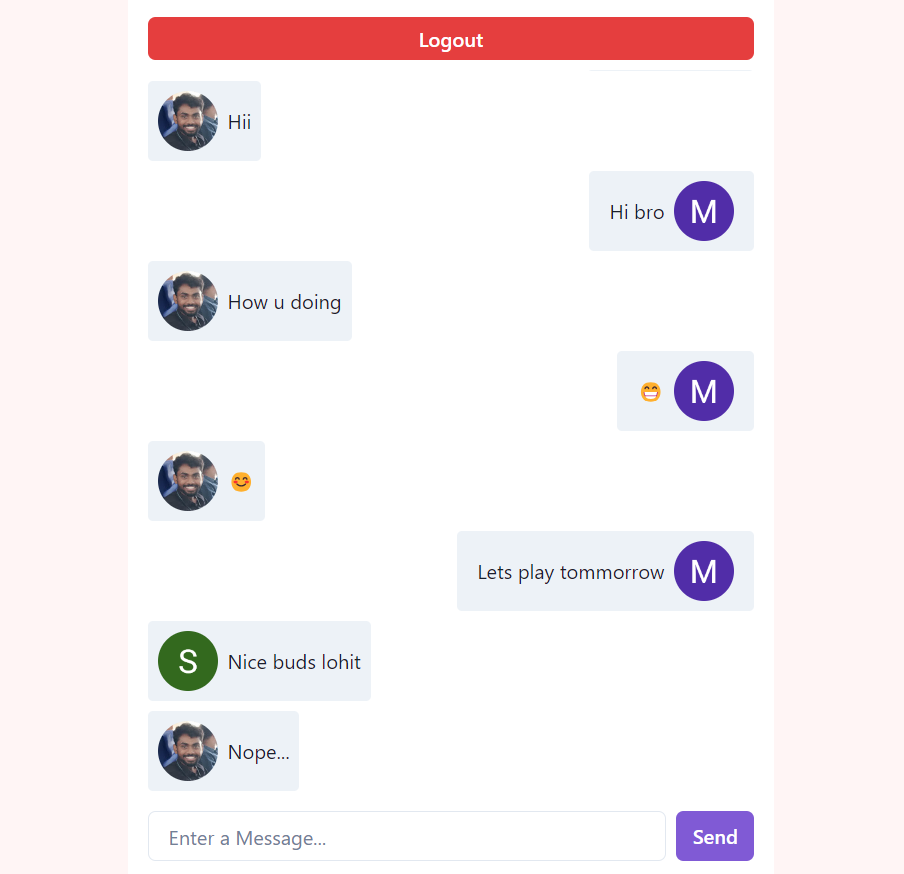 Logout
Hii
Hi bro M
How u doing
😁 M
😊
Lets play tommorrow M
S Nice buds lohit
Nope...
Enter a Message... Send